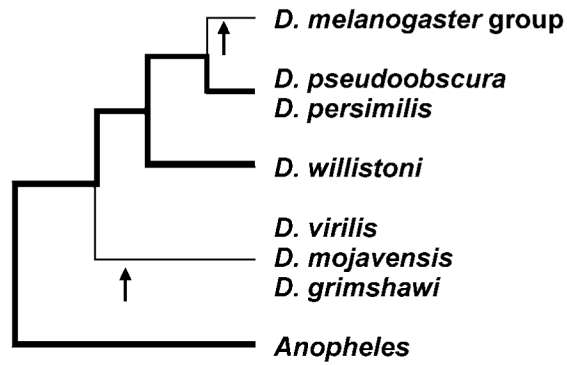 D. melanogaster group
D. pseudoobscura
D. persimilis
D. willistoni
D. virilis
D. mojavensis
D. grimshawi
Anopheles